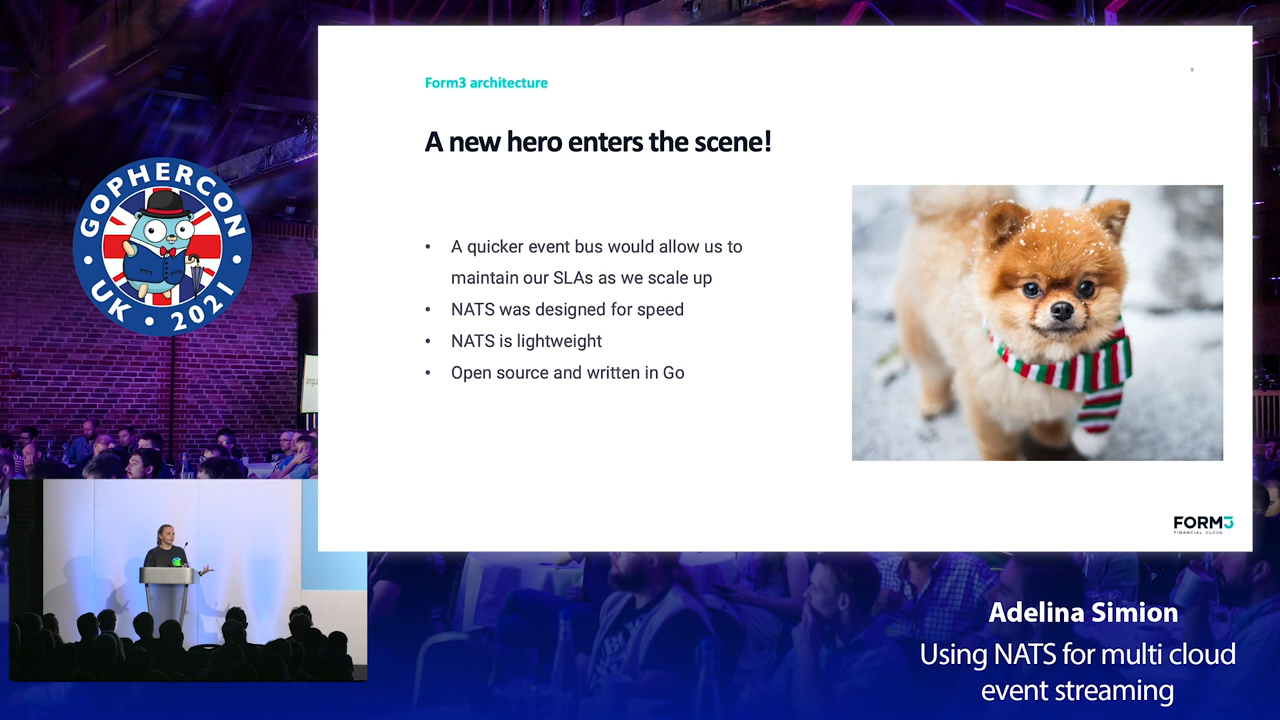 Form3 architecture
9
A new hero enters the scene!
GOPHERCON
UK • 2021
• A quicker event bus would allow us to
maintain our SLAs as we scale up
• NATS was designed for speed
• NATS is lightweight
• Open source and written in Go
FORM3
FINANCIAL CLOUD
Adelina Simion
Using NATS for multi cloud
event streaming